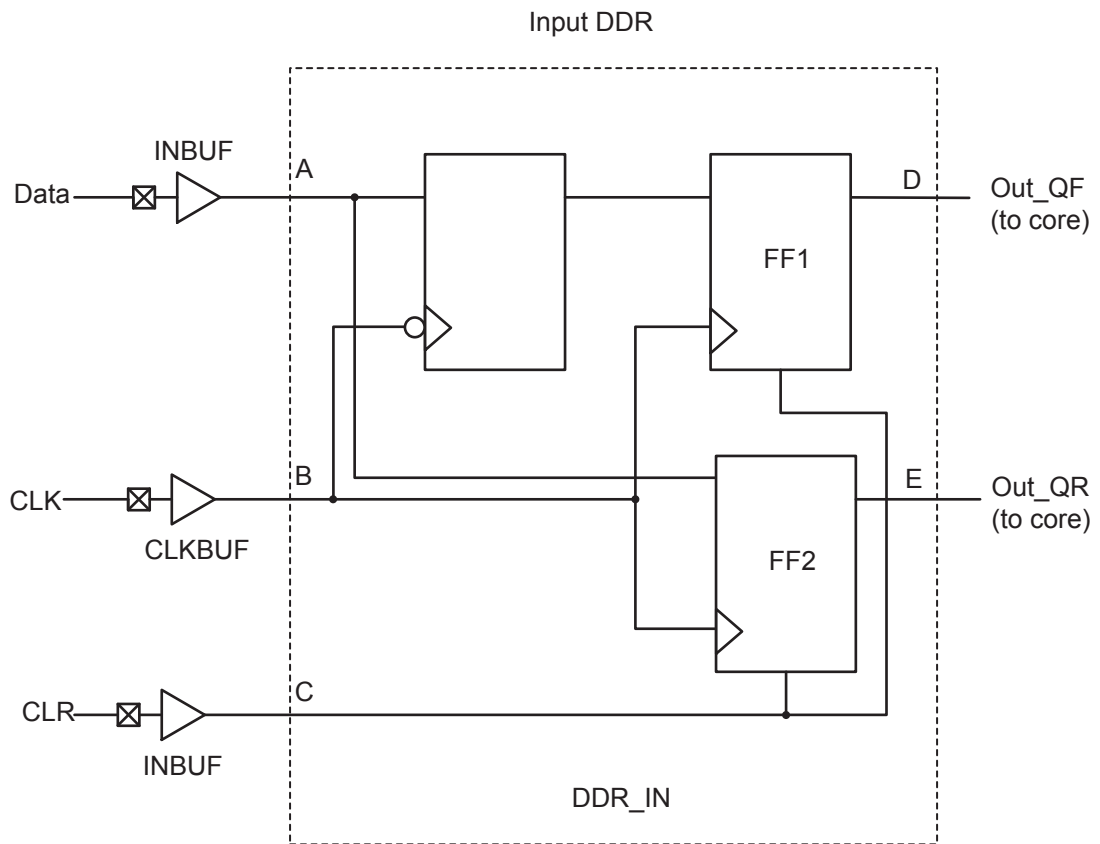 Input DDR
INBUF
A
Data
D
Out_QF
(to core)
FF1
B
CLK
CLKBUF
E
Out_QR
(to core)
FF2
C
CLR
INBUF
DDR_IN